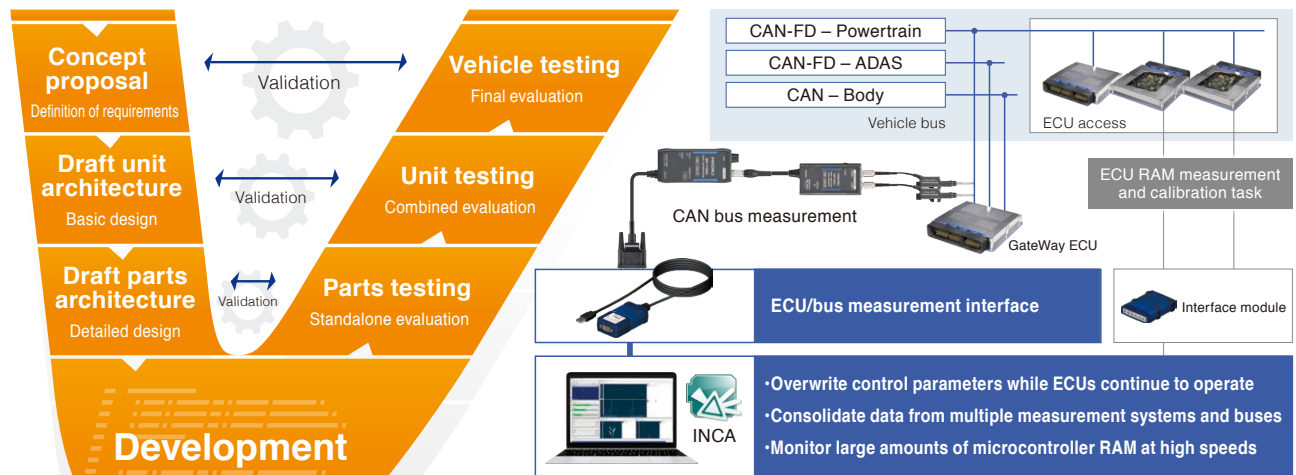 Concept
proposal
Definition of requirements
Validation
Vehicle testing
Final evaluation
Draft unit
architecture
Basic design
Validation
Unit testing
Combined evaluation
Draft parts
architecture
Detailed design
Validation
Parts testing
Standalone evaluation
Development
CAN-FD – Powertrain
CAN-FD – ADAS
CAN – Body
Vehicle bus
ECU access
ECU RAM measurement
and calibration task
CAN bus measurement
GateWay ECU
ECU/bus measurement interface
Interface module
INCA
•Overwrite control parameters while ECUs continue to operate
•Consolidate data from multiple measurement systems and buses
•Monitor large amounts of microcontroller RAM at high speeds